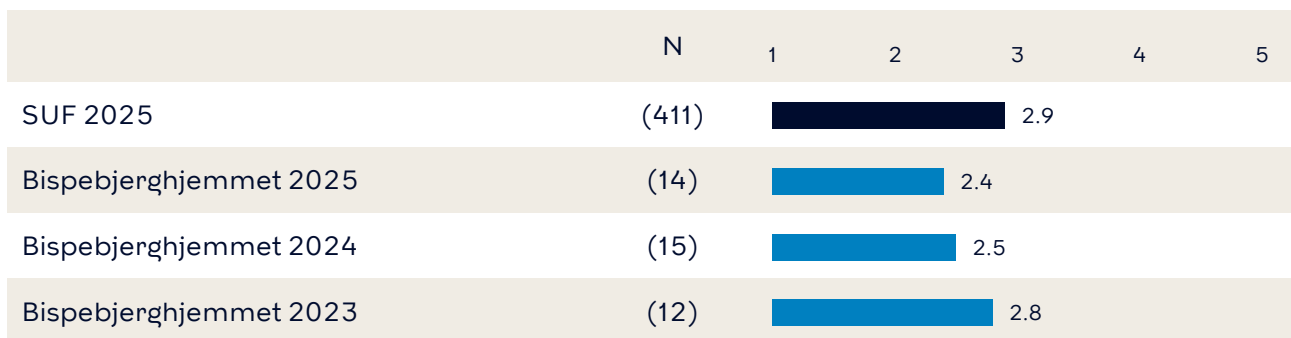 N 1 2 3 4 5
SUF 2025 (411) 2.9
Bispebjerghjemmet 2025 (14) 2.4
Bispebjerghjemmet 2024 (15) 2.5
Bispebjerghjemmet 2023 (12) 2.8